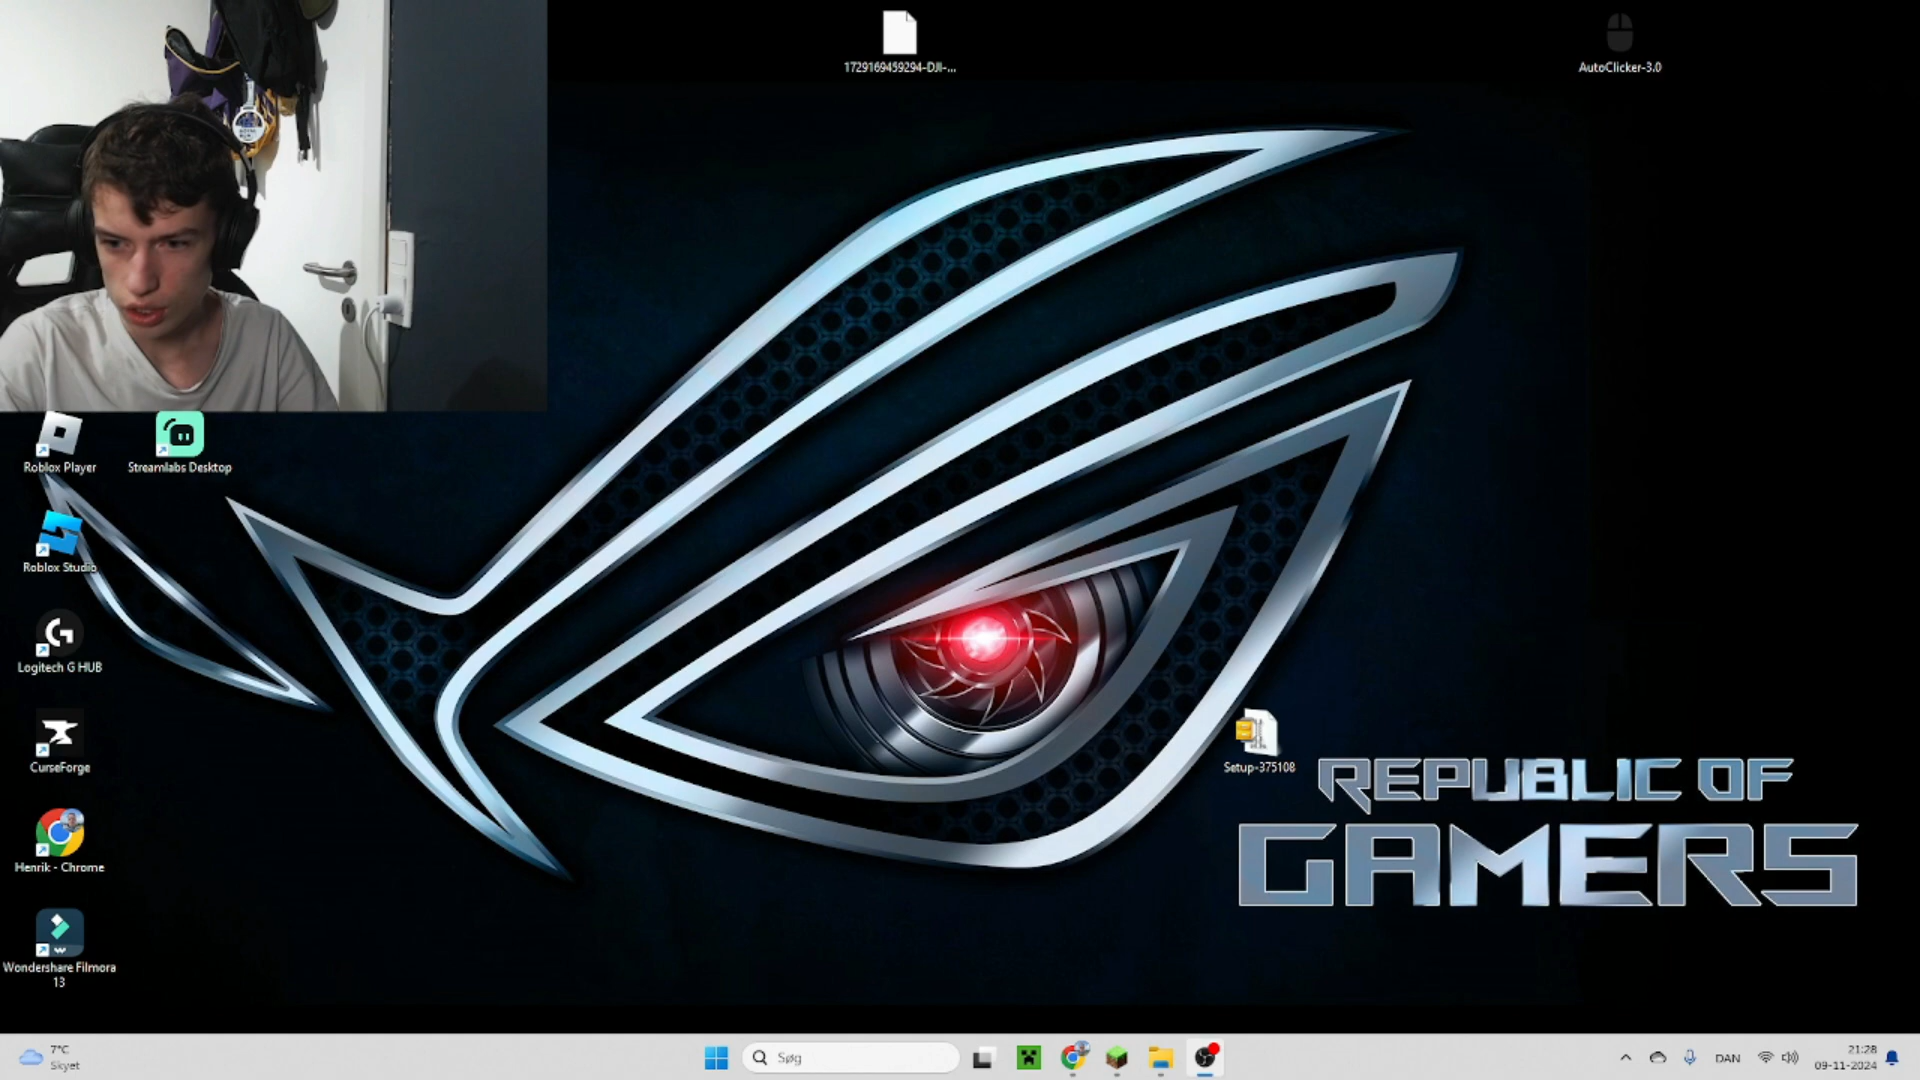 1729169459294-DJI-...
AutoClicker-3.0
Roblox Player
Streamlabs Desktop
Roblox Studio
Logitech G HUB
CurseForge
Setup-375108
REPUBLIC OF
GAMERS
Henrik - Chrome
Wondershare Filmora
13
7°C
Skyet
Søg
DAN
21:28
09-11-2024